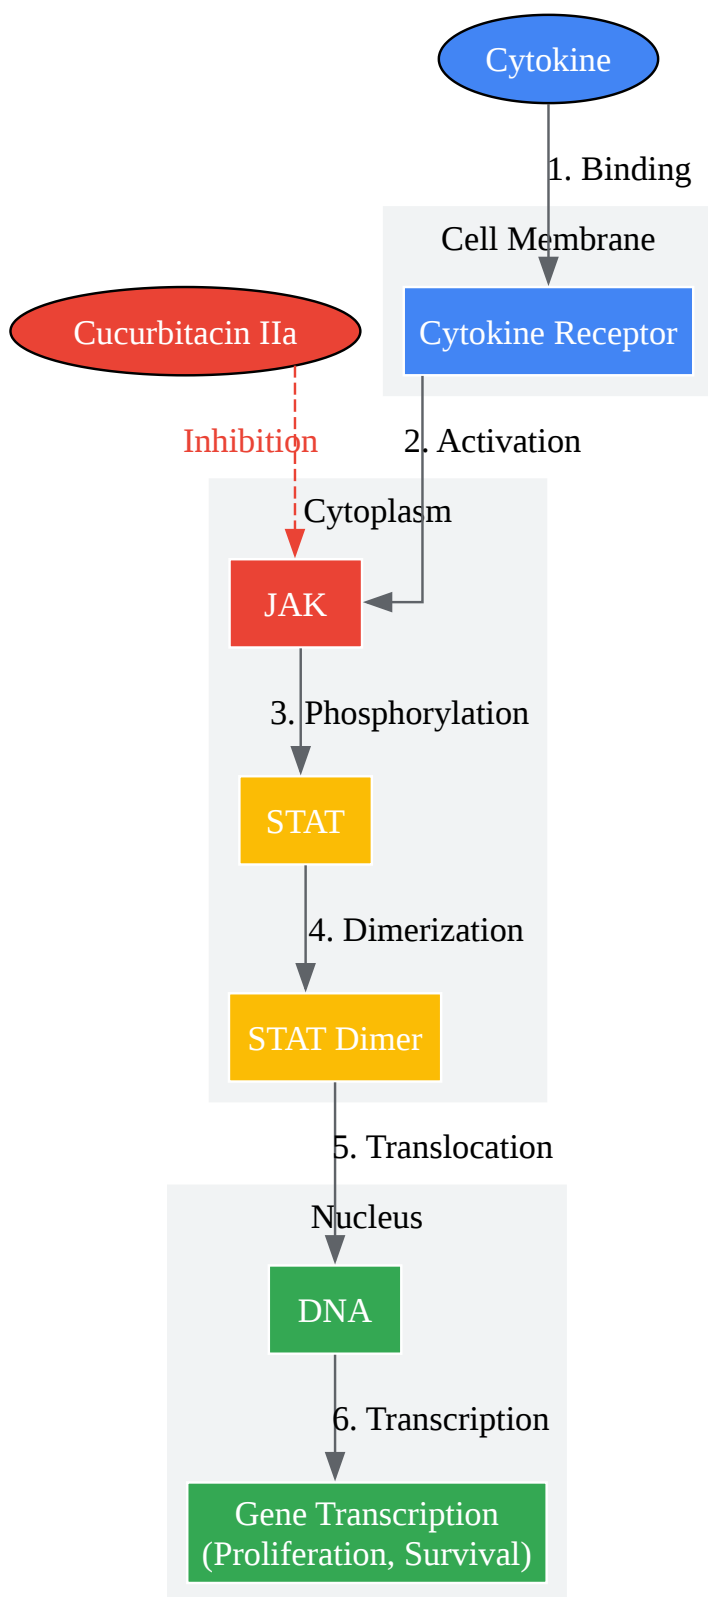 Cytokine
1. Binding
Cell Membrane
Cytokine Receptor
Cucurbitacin IIa
Inhibition
2. Activation
Cytoplasm
JAK
3. Phosphorylation
STAT
4. Dimerization
STAT Dimer
5. Translocation
Nucleus
DNA
6. Transcription
Gene Transcription
(Proliferation, Survival)